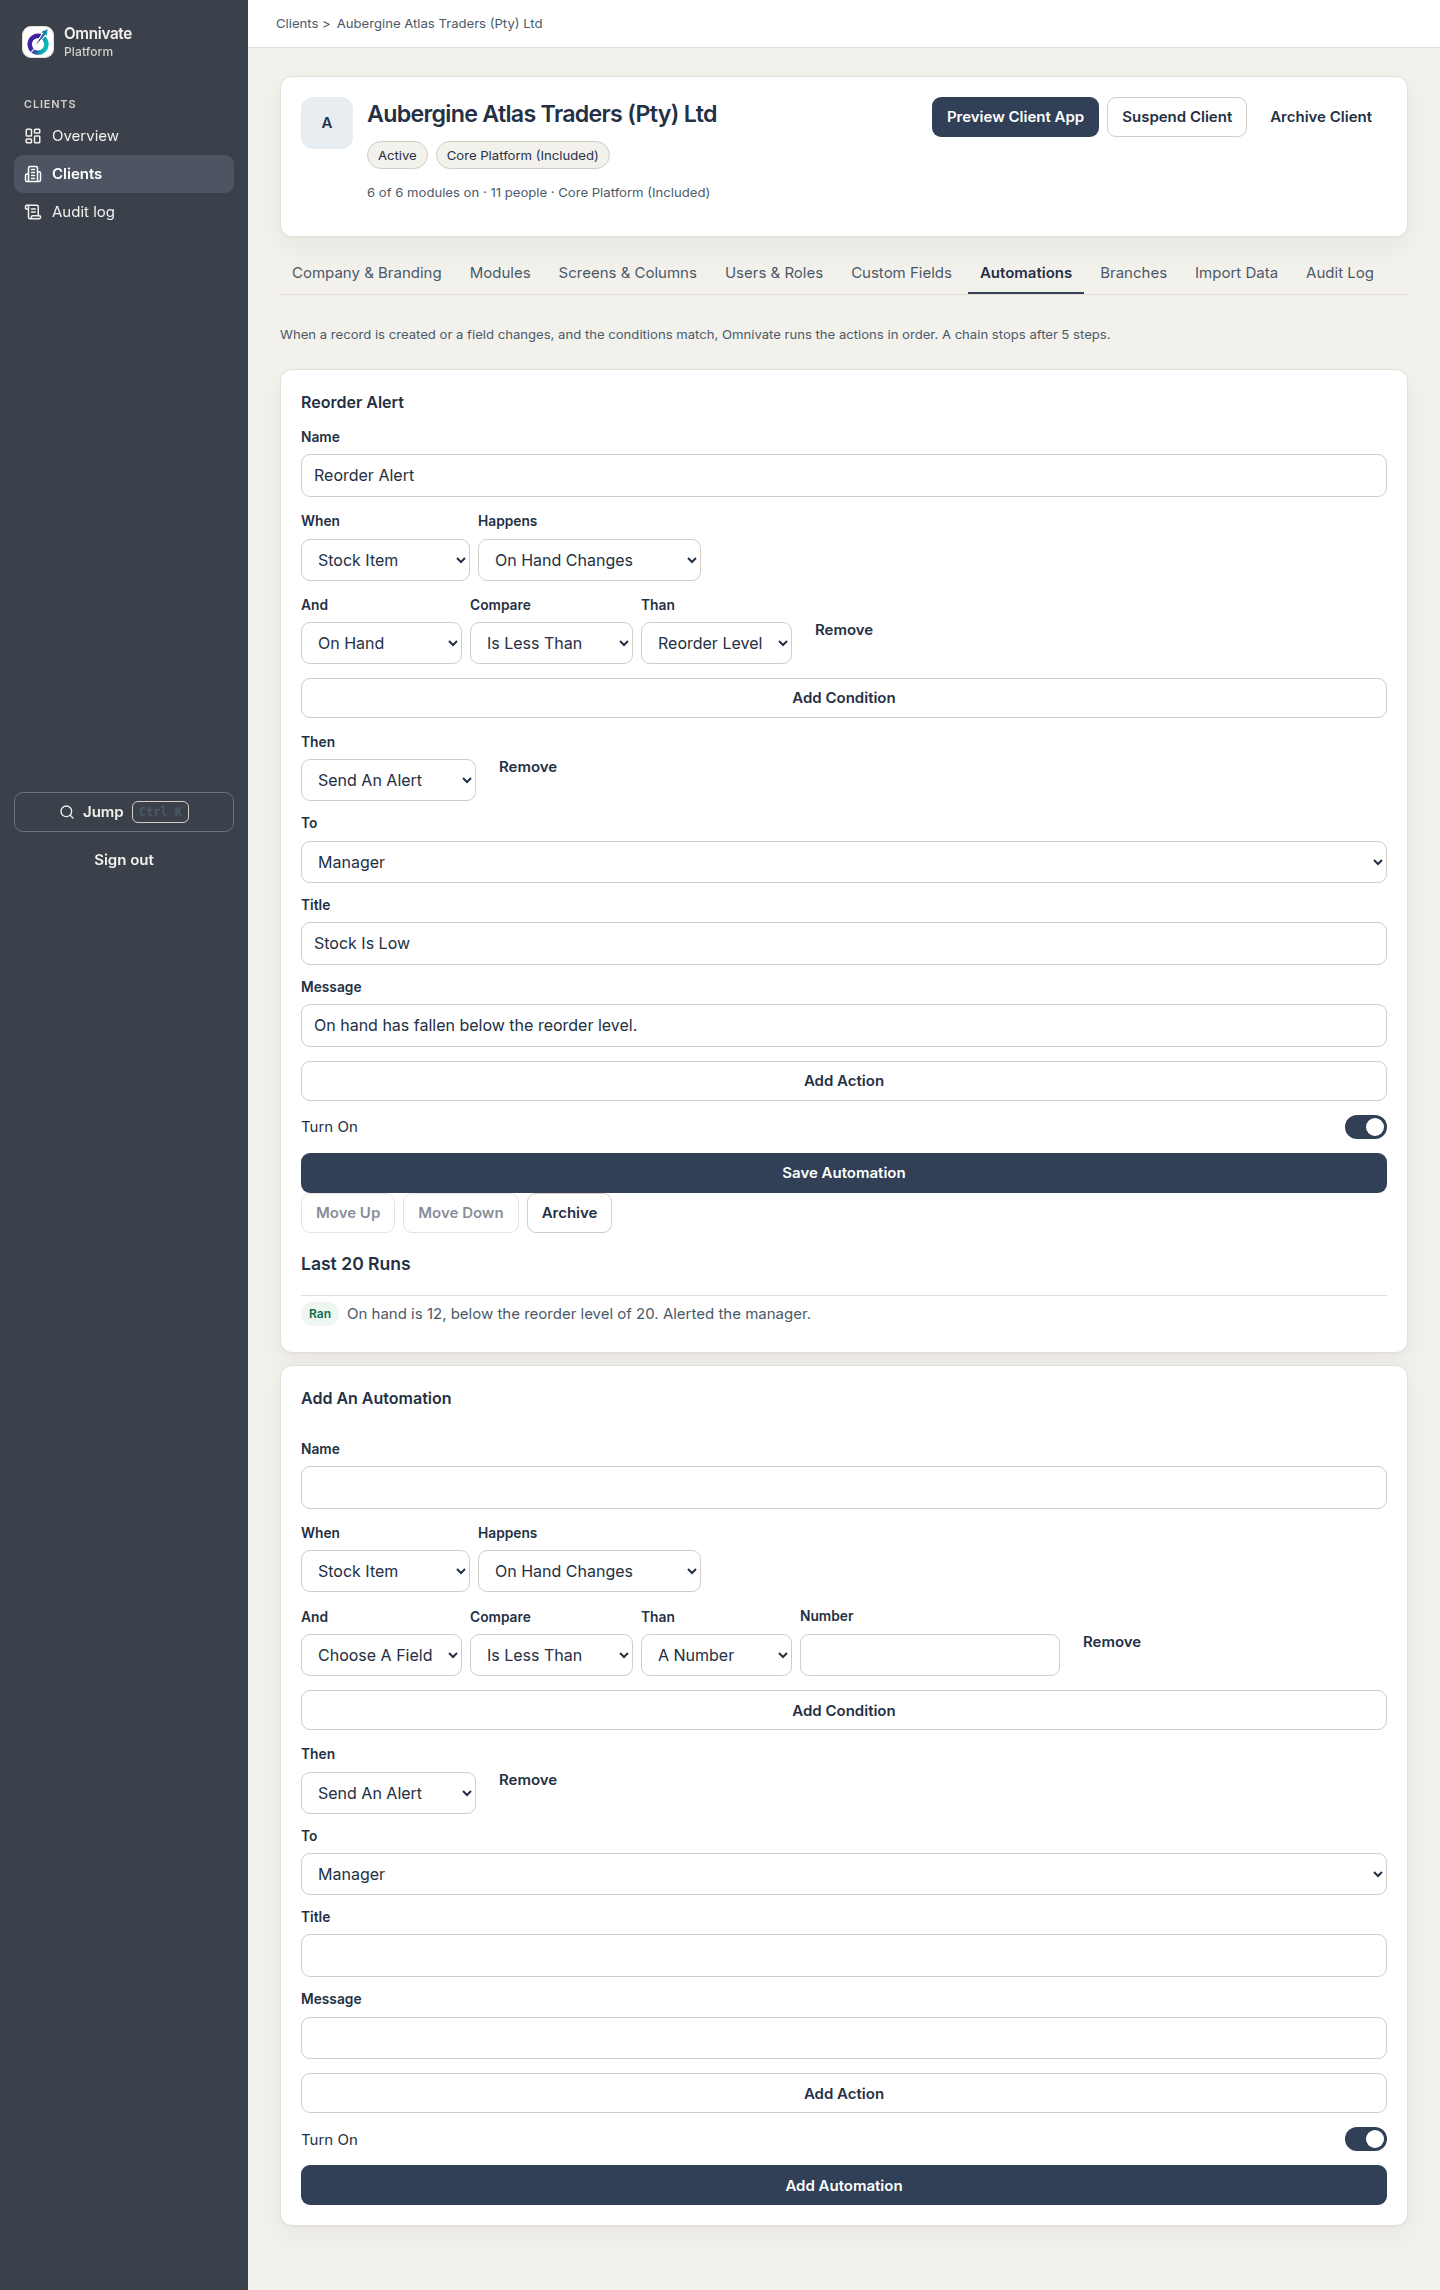 Omnivate
Platform
CLIENTS
Overview
Clients
Audit log
Jump Ctrl K
Sign out
Clients > Aubergine Atlas Traders (Pty) Ltd
A
Aubergine Atlas Traders (Pty) Ltd
Active Core Platform (Included)
6 of 6 modules on · 11 people · Core Platform (Included)
Preview Client App Suspend Client Archive Client
Company & Branding Modules Screens & Columns Users & Roles Custom Fields Automations Branches Import Data Audit Log
When a record is created or a field changes, and the conditions match, Omnivate runs the actions in order. A chain stops after 5 steps.
Reorder Alert
Name
Reorder Alert
When Happens
Stock Item On Hand Changes
And Compare Than
On Hand Is Less Than Reorder Level Remove
Add Condition
Then
Send An Alert Remove
To
Manager
Title
Stock Is Low
Message
On hand has fallen below the reorder level.
Add Action
Turn On
Save Automation
Move Up Move Down Archive
Last 20 Runs
Ran On hand is 12, below the reorder level of 20. Alerted the manager.
Add An Automation
Name
When Happens
Stock Item On Hand Changes
And Compare Than Number
Choose A Field Is Less Than A Number Remove
Add Condition
Then
Send An Alert Remove
To
Manager
Title
Message
Add Action
Turn On
Add Automation